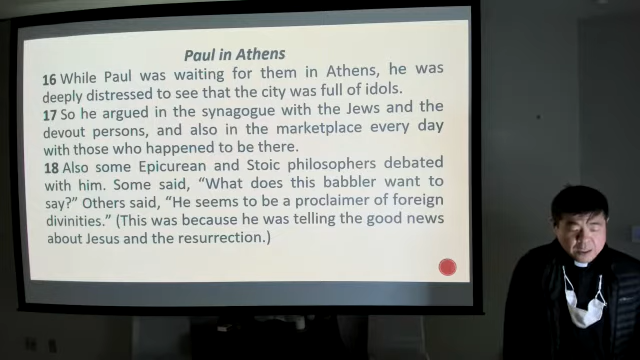 Paul in Athens
16 While Paul was waiting for them in Athens, he was
deeply distressed to see that the city was full of idols.
17 So he argued in the synagogue with the Jews and the
devout persons, and also in the marketplace every day
with those who happened to be there.
18 Also some Epicurean and Stoic philosophers debated
with him. Some said, “What does this babbler want to
say?” Others said, “He seems to be a proclaimer of foreign
divinities.” (This was because he was telling the good news
about Jesus and the resurrection.)